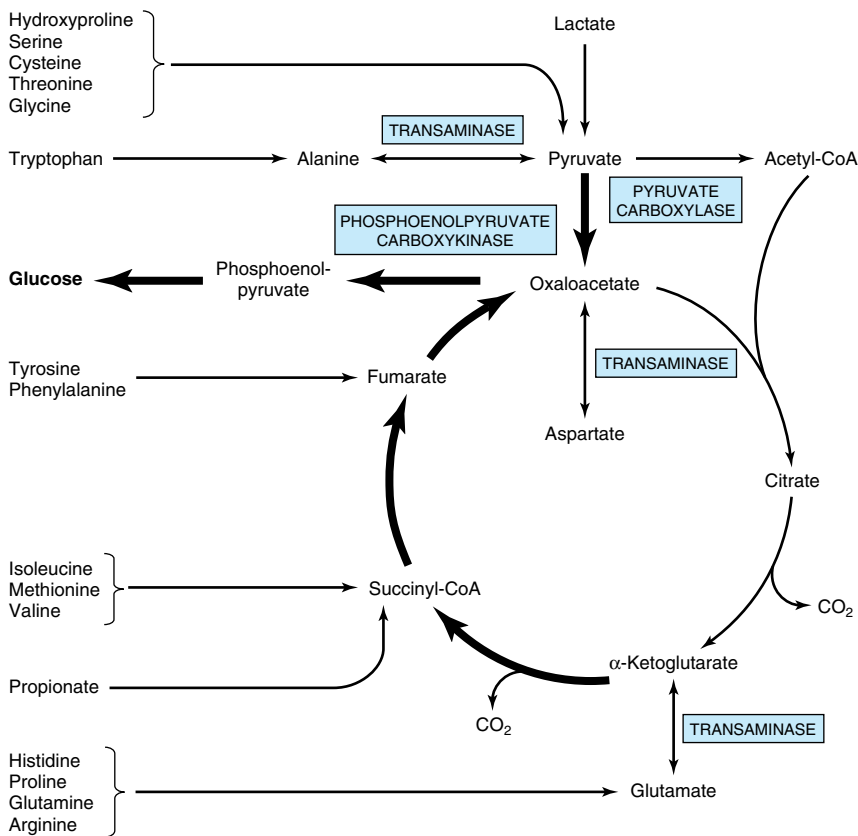 Hydroxyproline
Serine
Cysteine
Threonine
Glycine
Lactate
TRANSAMINASE
Tryptophan
Alanine
Pyruvate
Acetyl-CoA
PYRUVATE
CARBOXYLASE
PHOSPHOENOLPYRUVATE
CARBOXYKINASE
Glucose
Phosphoenol-
pyruvate
Oxaloacetate
TRANSAMINASE
Tyrosine
Phenylalanine
Fumarate
Aspartate
Citrate
Isoleucine
Methionine
Valine
Succinyl-CoA
CO₂
α-Ketoglutarate
Propionate
CO₂
TRANSAMINASE
Histidine
Proline
Glutamine
Arginine
Glutamate